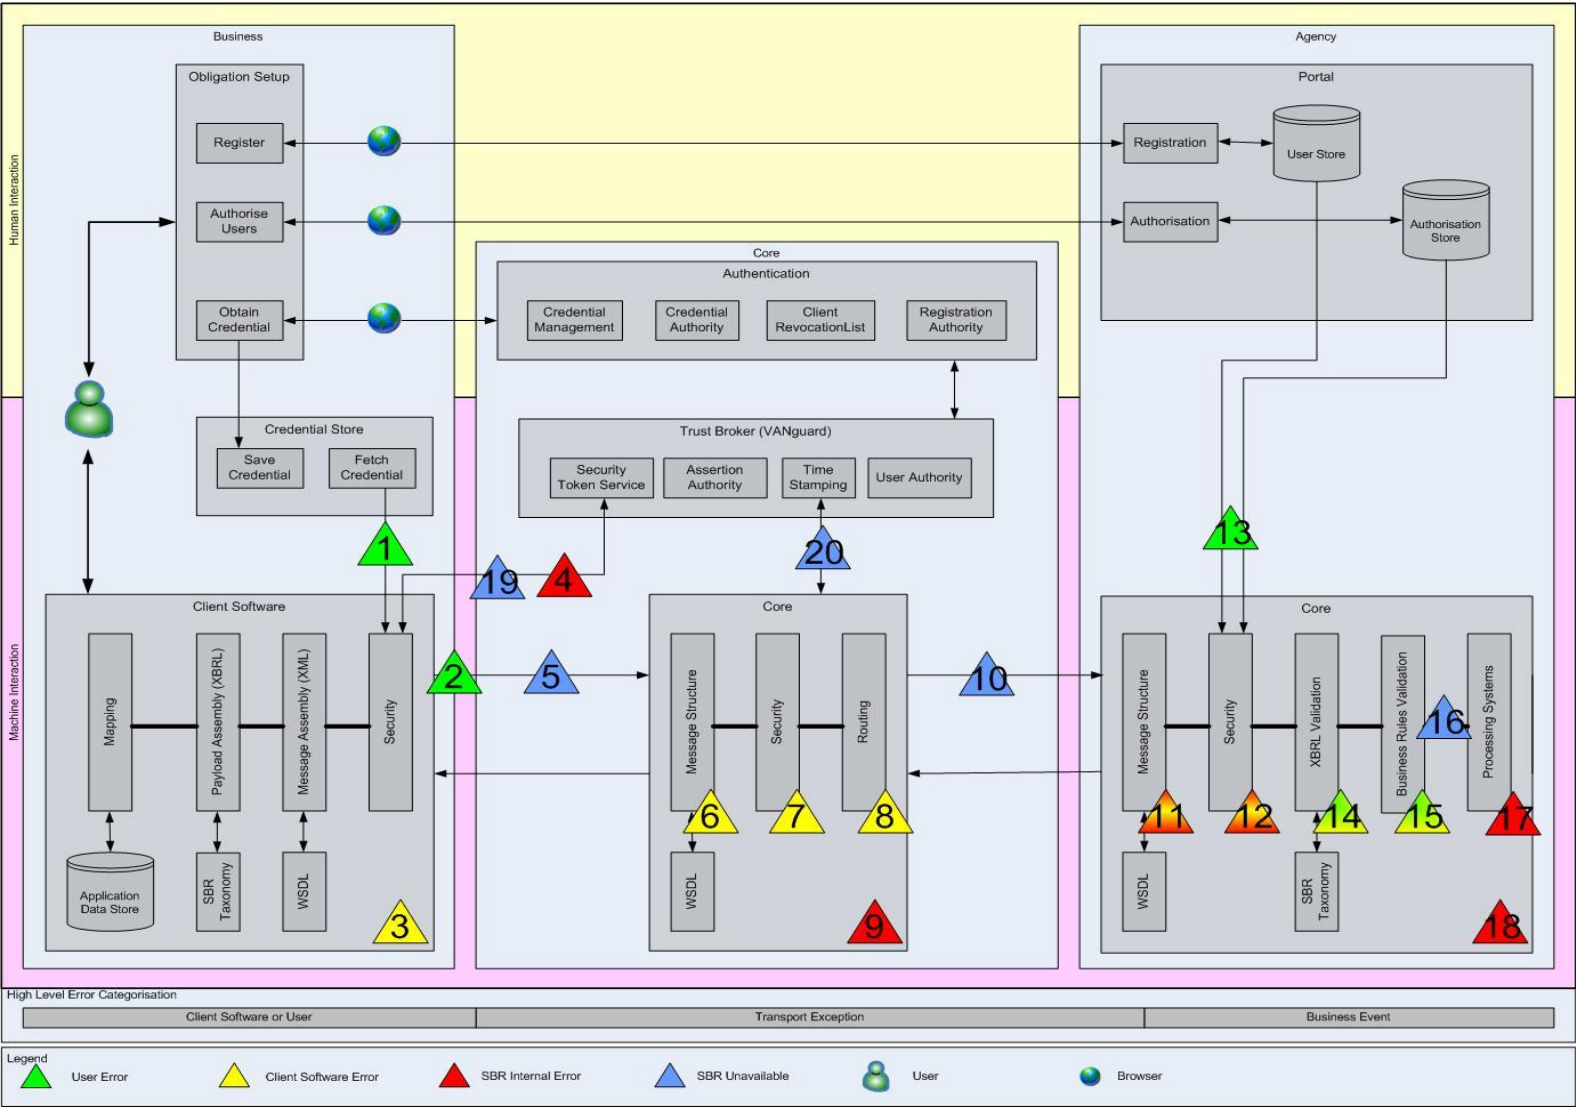 Business
Obligation Setup
Register
Authorise
Users
Obtain
Credential
Credential Store
Save
Credential
Fetch
Credential
Human Interaction
Machine Interaction
Core
Authentication
Credential
Management
Credential
Authority
Client
RevocationList
Registration
Authority
Trust Broker (VANguard)
Security
Token Service
Assertion
Authority
Time
Stamping
User Authority
Agency
Portal
Registration
User Store
Authorisation
Authorisation
Store
1
19
4
20
13
Client Software
Mapping
Payload Assembly (XBRL)
Message Assembly (XML)
Security
Application
Data Store
SBR
Taxonomy
WSDL
3
2
5
Core
Message Structure
Security
Routing
6
7
8
WSDL
9
10
Core
Message Structure
Security
XBRL Validation
Business Rules Validation
Processing Systems
16
11
12
14
15
17
WSDL
SBR
Taxonomy
18
High Level Error Categorisation
Client Software or User
Transport Exception
Business Event
Legend
User Error
Client Software Error
SBR Internal Error
SBR Unavailable
User
Browser